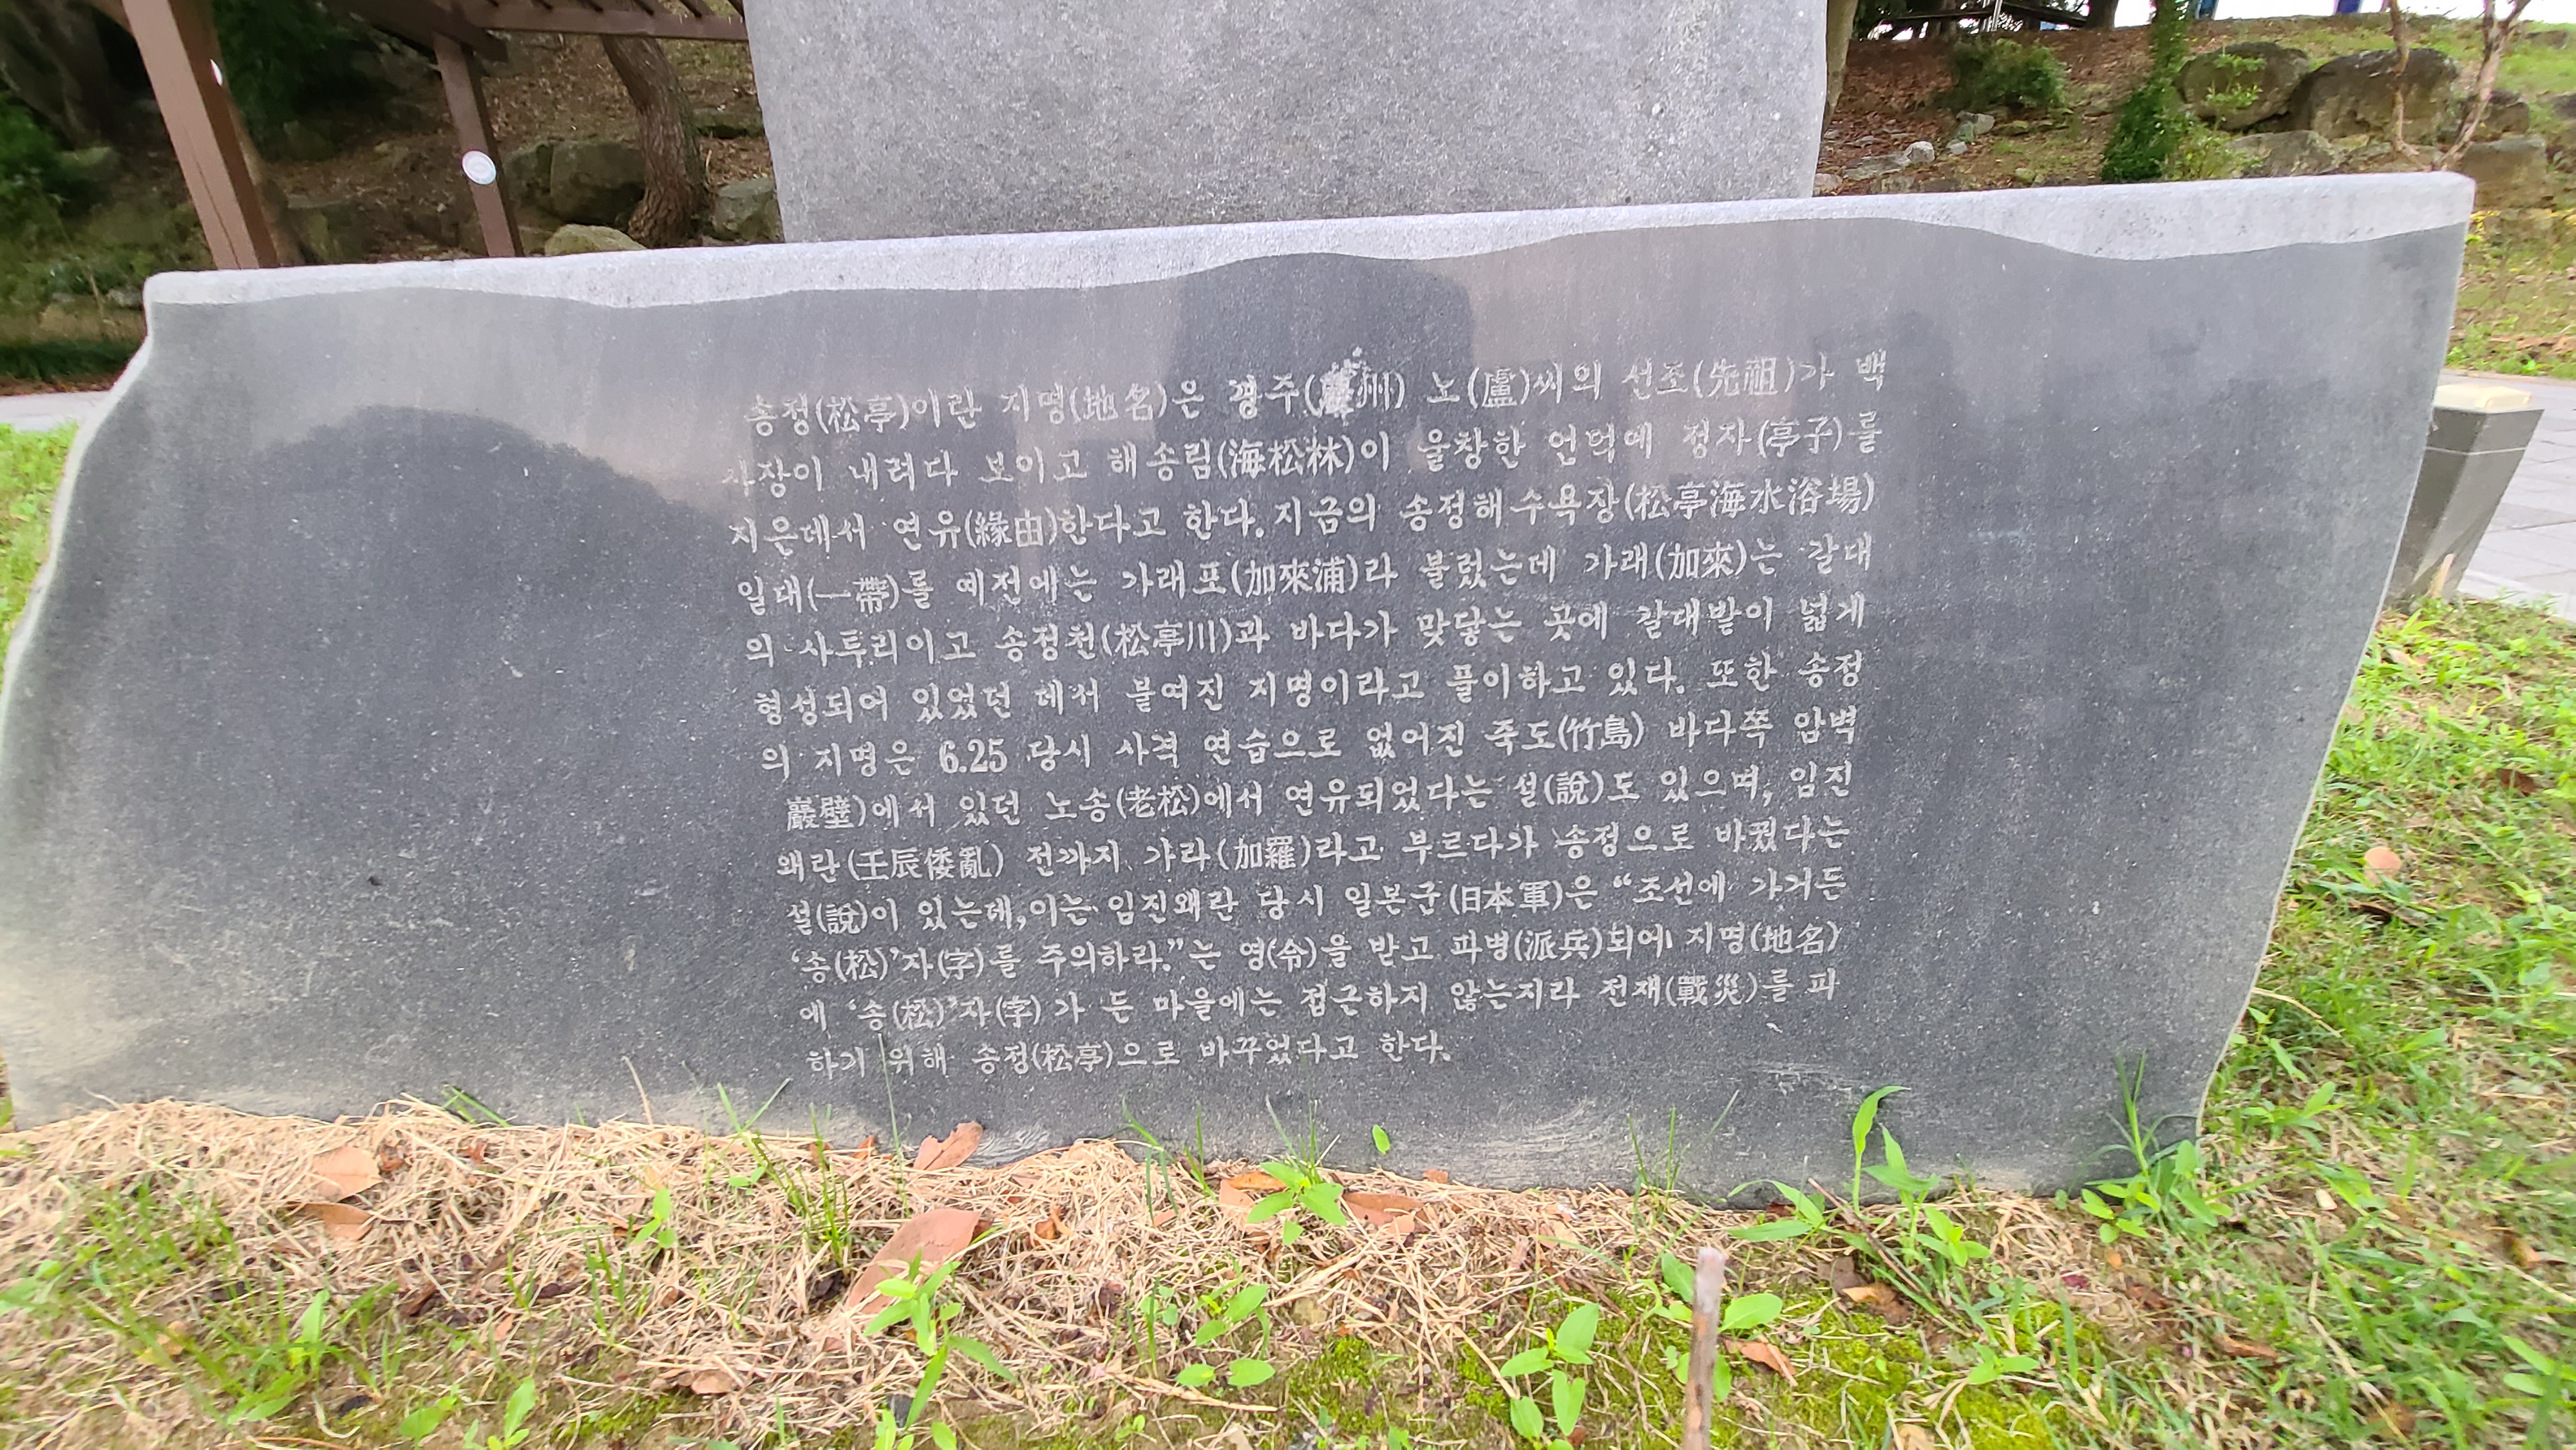 송정(松亭)이란 지명(地名)은 광주(州) 노(盧)씨의 선조(先祖)가 백
사장이 내려다 보이고 해송림(海松林)이 울창한 언덕에 정자(亭子)를
지은데서 연유(緣由)한다고 한다. 지금의 송정해수욕장(松亭海水浴場)
일대(一帶)를 예전에는 가래포(加來浦)라 불렀는데 가래(加來)는 갈대
의 사투리이고 송정천(松亭川)과 바다가 맞닿는 곳에 갈대밭이 넓게
형성되어 있었던 데서 붙여진 지명이라고 풀이하고 있다. 또한 송정
의 지명은 6.25 당시 사격 연습으로 없어진 죽도(竹島) 바다쪽 암벽
巖壁)에서 있던 노송(老松)에서 연유되었다는 설(說)도 있으며, 임진
왜란(壬辰倭亂) 전까지 가라(加羅)라고 부르다가 송정으로 바꿨다는
설(說)이 있는데,이는 임진왜란 당시 일본군(日本軍)은 “조선에 가거든
‘송(松)’자(字)를 주의하라.”는 영(令)을 받고 파병(派兵)되어 지명(地名)
에 ‘송(松)’자(字)가 든 마을에는 접근하지 않는지라 전재(戰災)를 피
하기 위해 송정(松亭)으로 바꾸었다고 한다.